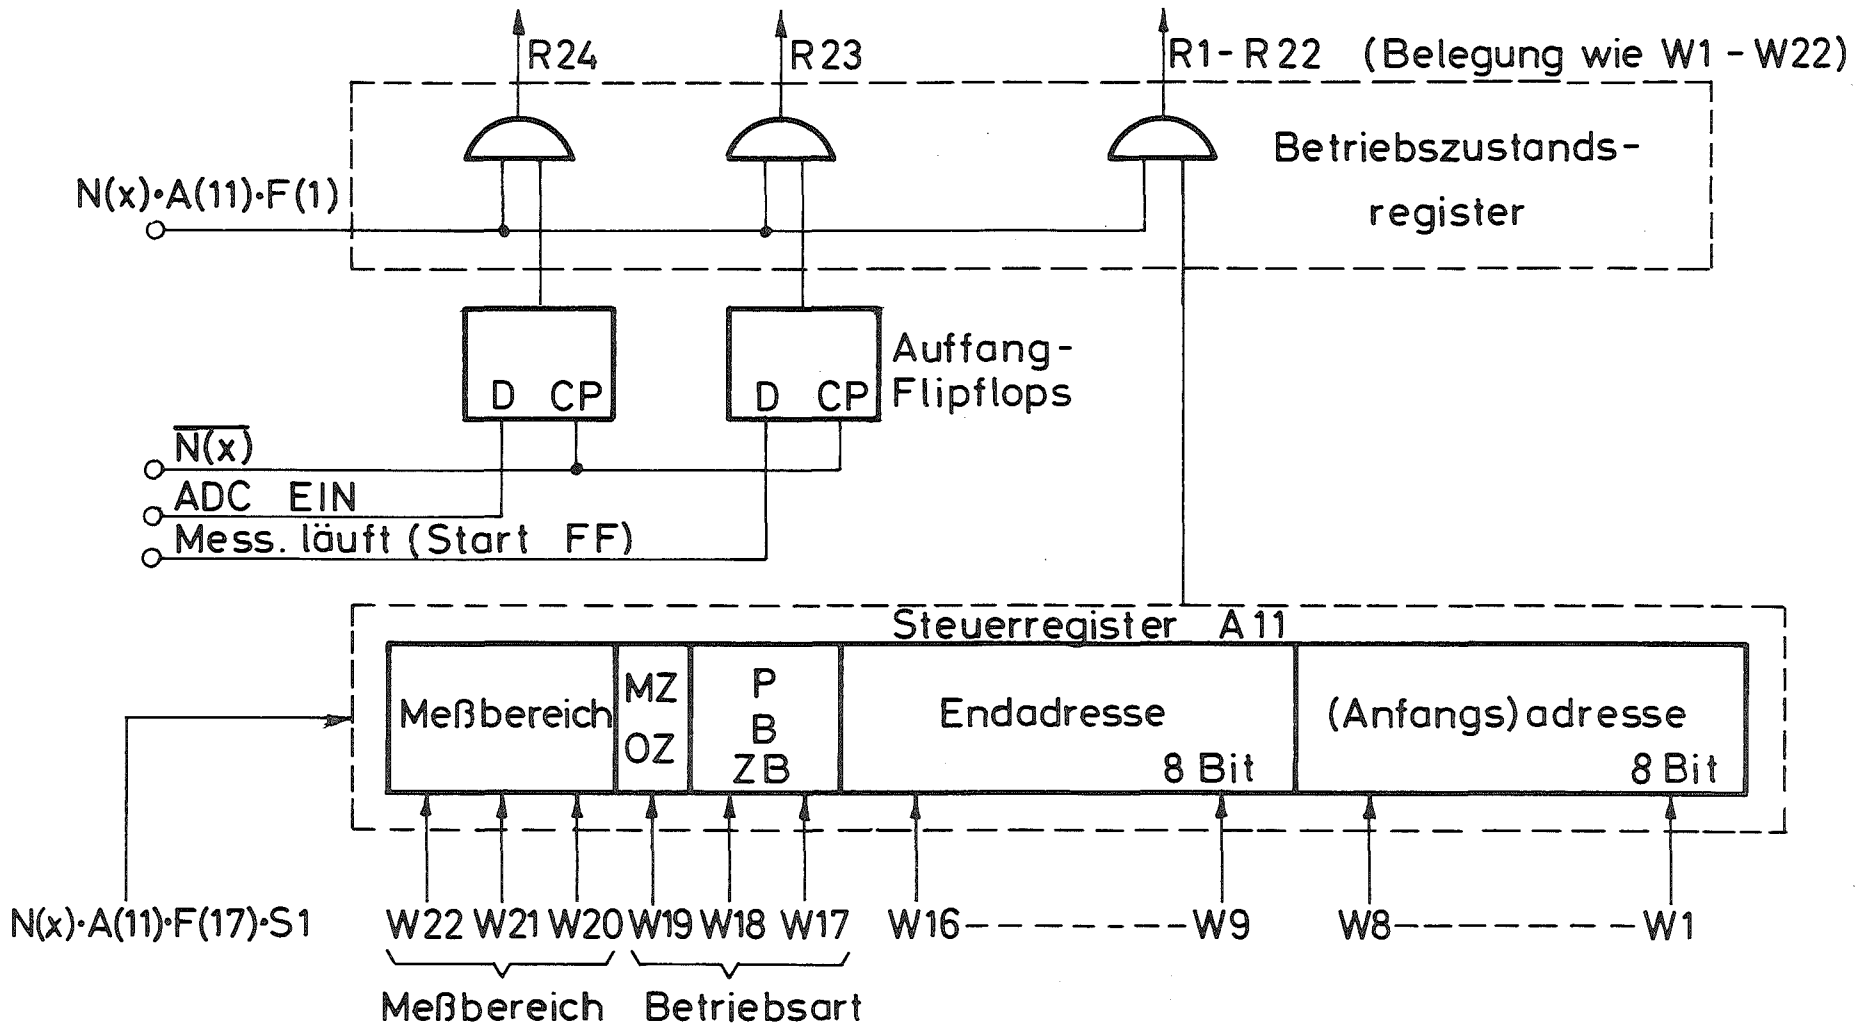 R24
R23
R1-R22 (Belegung wie W1-W22)
Betriebszustands-
register
N(x)·A(11)·F(1)
D CP
D CP
Auffang-
Flipflops
N(x)
ADC EIN
Mess. läuft (Start FF)
Steuerregister A11
Meßbereich
MZ
OZ
P
B
ZB
Endadresse
8 Bit
(Anfangs)adresse
8 Bit
N(x)·A(11)·F(17)·S1
W22 W21 W20 W19 W18 W17 W16-------W9 W8-------W1
Meßbereich Betriebsart